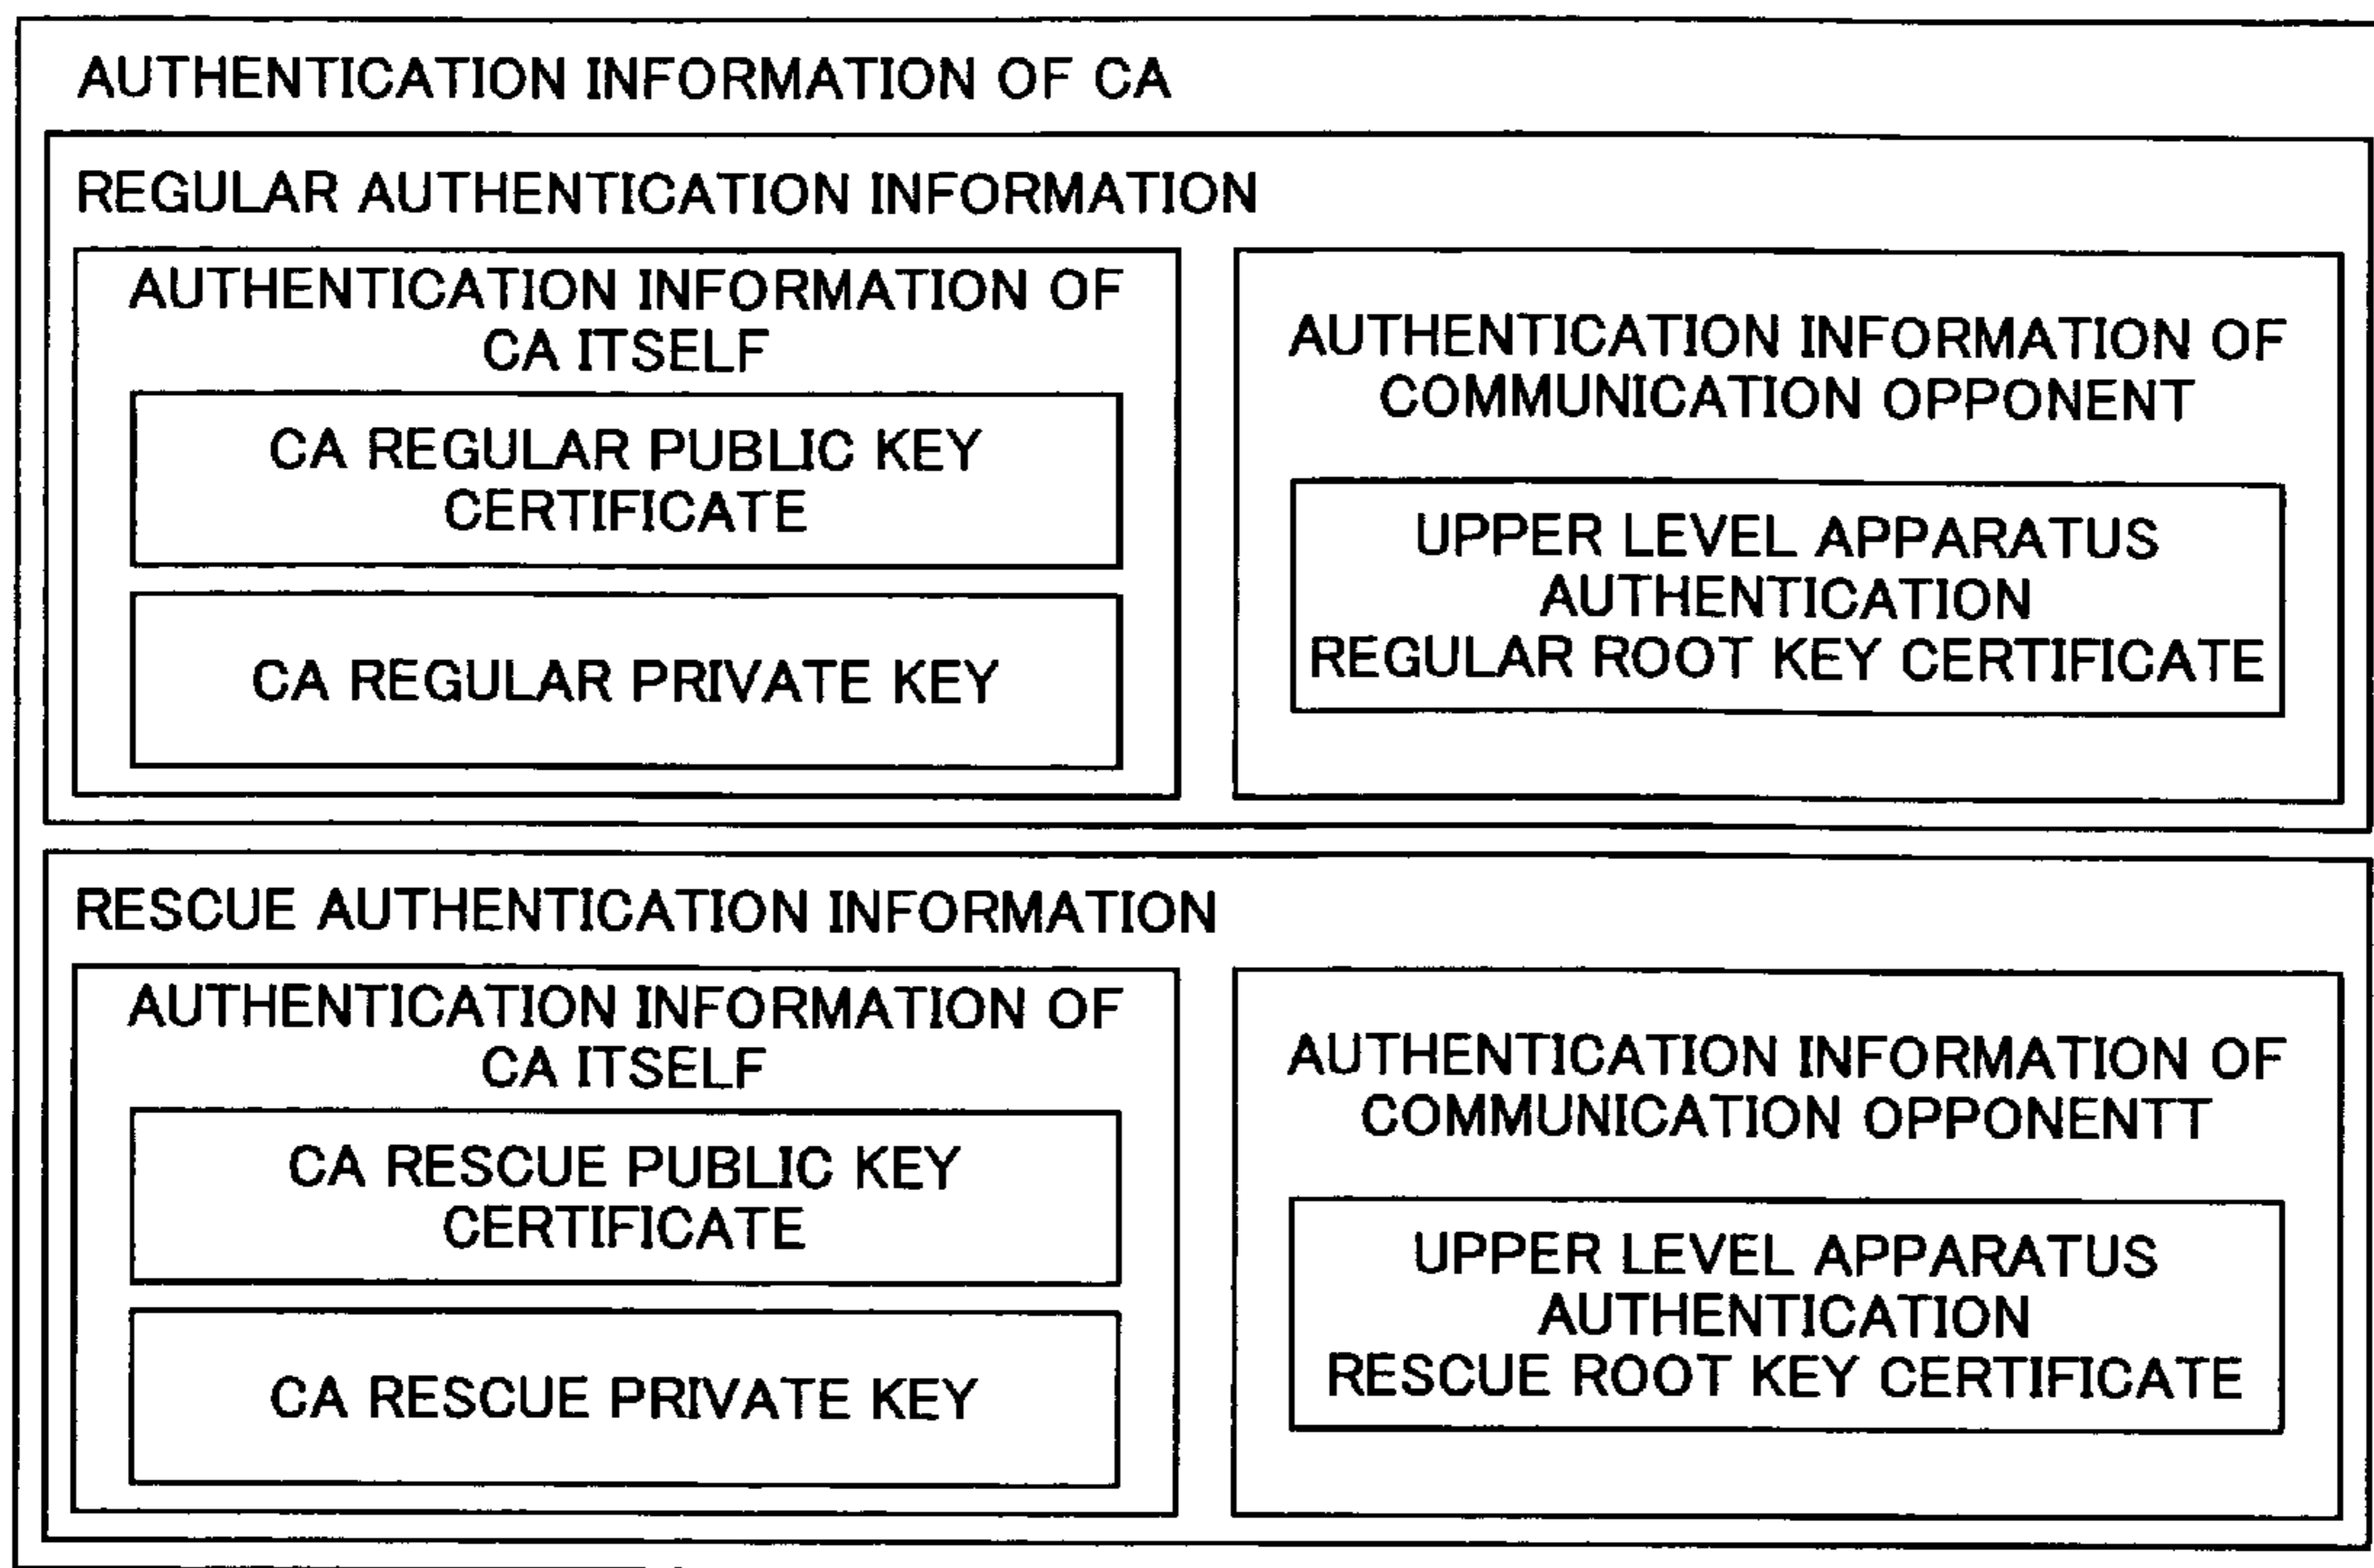 AUTHENTICATION INFORMATION OF CA
REGULAR AUTHENTICATION INFORMATION
AUTHENTICATION INFORMATION OF
CA ITSELF
CA REGULAR PUBLIC KEY
CERTIFICATE
CA REGULAR PRIVATE KEY
AUTHENTICATION INFORMATION OF
COMMUNICATION OPPONENT
UPPER LEVEL APPARATUS
AUTHENTICATION
REGULAR ROOT KEY CERTIFICATE
RESCUE AUTHENTICATION INFORMATION
AUTHENTICATION INFORMATION OF
CA ITSELF
CA RESCUE PUBLIC KEY
CERTIFICATE
CA RESCUE PRIVATE KEY
AUTHENTICATION INFORMATION OF
COMMUNICATION OPPONENTT
UPPER LEVEL APPARATUS
AUTHENTICATION
RESCUE ROOT KEY CERTIFICATE